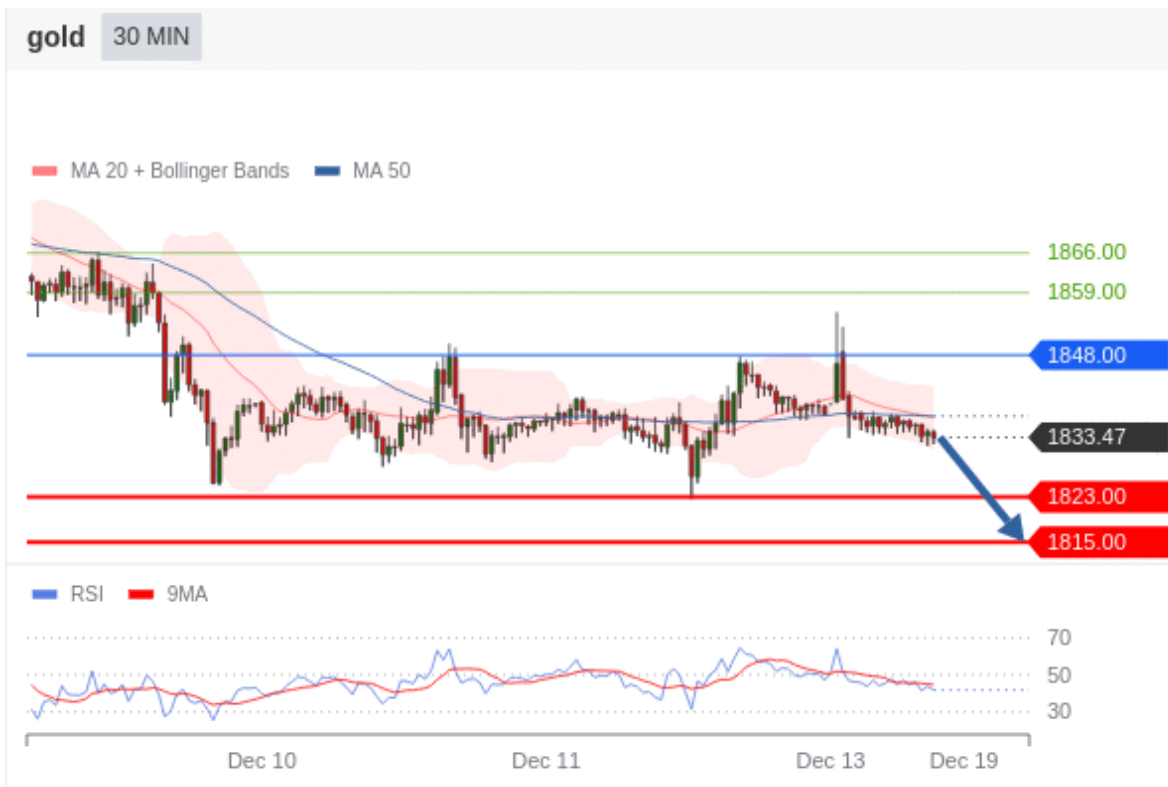 gold 30 MIN
MA 20 + Bollinger Bands MA 50
1866.00
1859.00
1848.00
1833.47
1823.00
1815.00
RSI 9MA
70
50
30
Dec 10 Dec 11 Dec 13 Dec 19